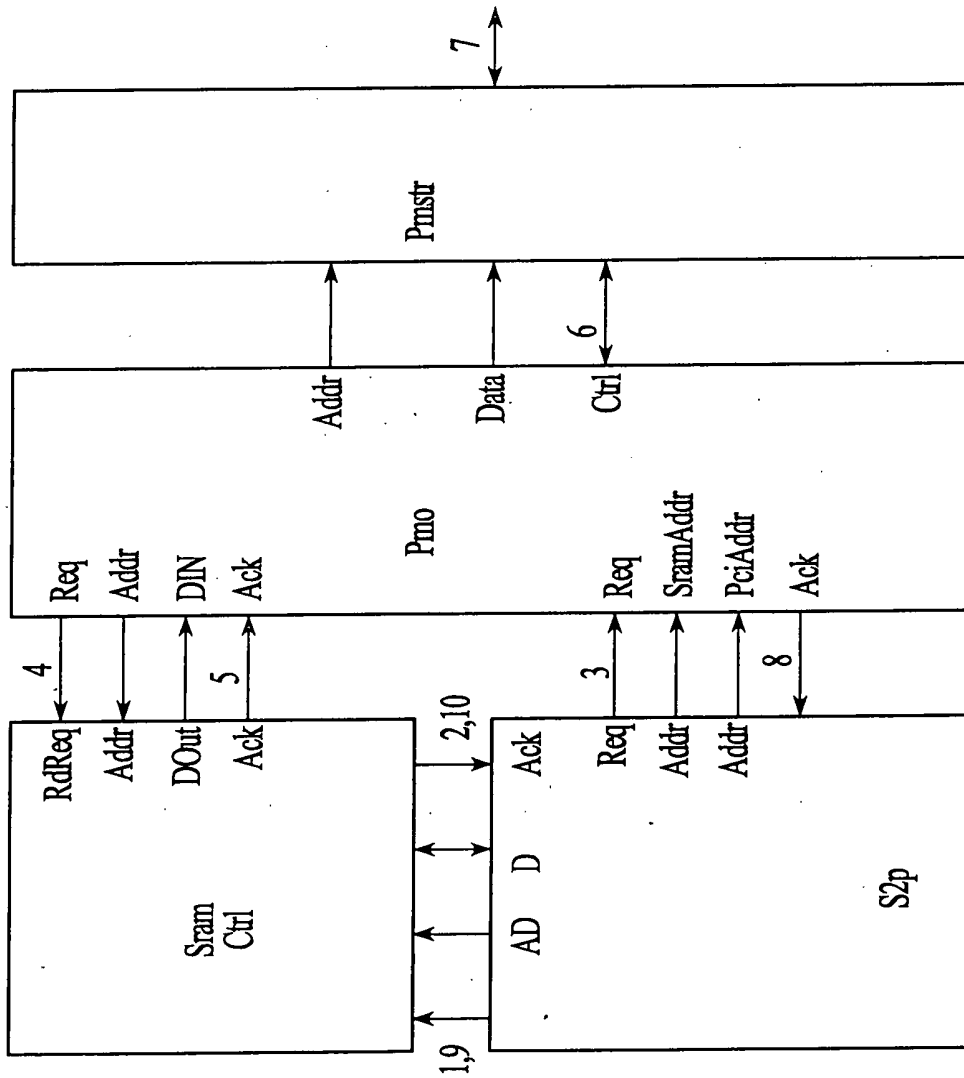 7
Pmstr
Addr
Data
6
Ctrl
Req
Addr
DIN
Ack
Pmo
Req
SramAddr
PciAddr
Ack
4
5
3
8
RdReq
Addr
DOut
Ack
Sram
Ctrl
2,10
1,9
Ack
D
AD
Req
Addr
Addr
S2p